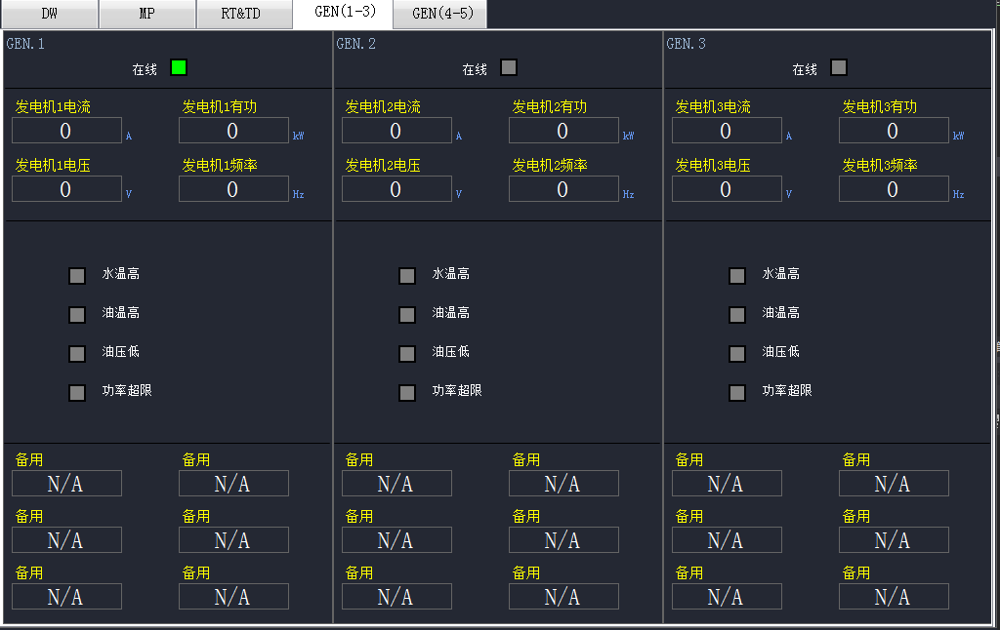 DW MP RT&TD GEN(1-3) GEN(4-5)
GEN.1 GEN.2 GEN.3
在线 在线 在线
发电机1电流 发电机1有功 发电机2电流 发电机2有功 发电机3电流 发电机3有功
0 A 0 kW 0 A 0 kW 0 A 0 kW
发电机1电压 发电机1频率 发电机2电压 发电机2频率 发电机3电压 发电机3频率
0 V 0 Hz 0 V 0 Hz 0 V 0 Hz
水温高 水温高 水温高
油温高 油温高 油温高
油压低 油压低 油压低
功率超限 功率超限 功率超限
备用 备用 备用 备用 备用 备用
N/A N/A N/A N/A N/A N/A
备用 备用 备用 备用 备用 备用
N/A N/A N/A N/A N/A N/A
备用 备用 备用 备用 备用 备用
N/A N/A N/A N/A N/A N/A